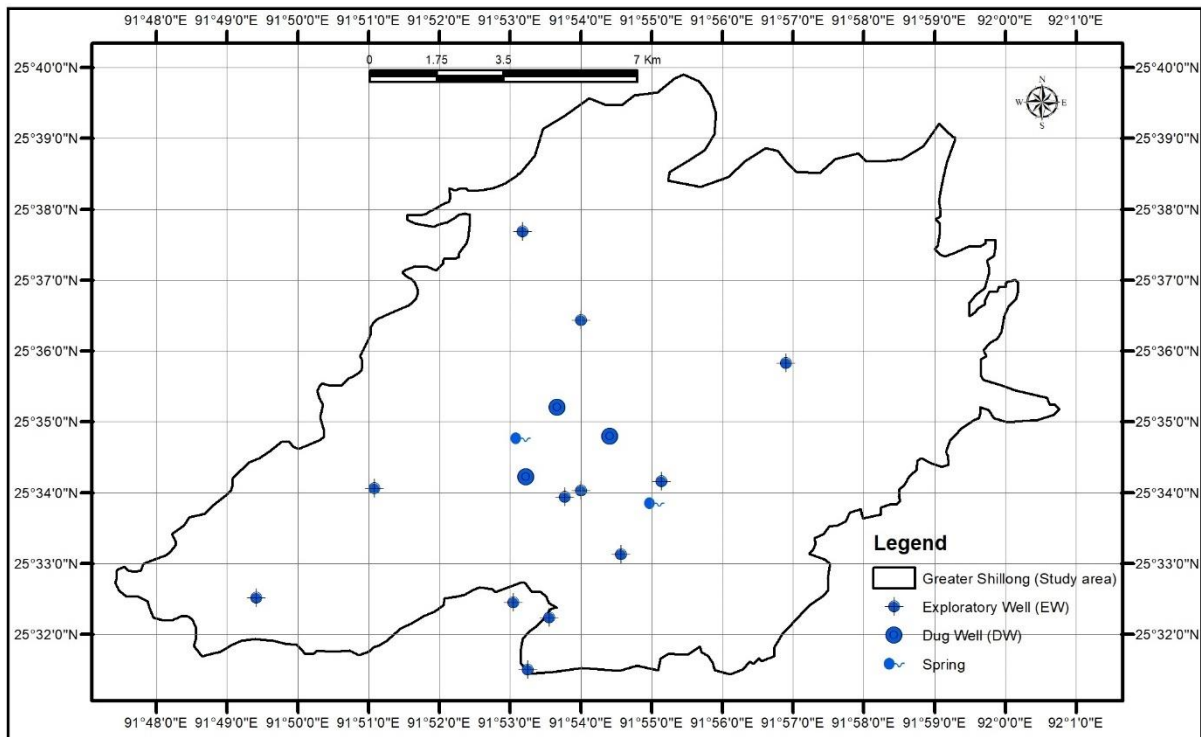 91°48'0"E 91°49'0"E 91°50'0"E 91°51'0"E 91°52'0"E 91°53'0"E 91°54'0"E 91°55'0"E 91°56'0"E 91°57'0"E 91°58'0"E 91°59'0"E 92°0'0"E 92°1'0"E
0 1.75 3.5 7 Km
25°40'0"N 25°40'0"N
N
W E
S
25°39'0"N 25°39'0"N
25°38'0"N 25°38'0"N
25°37'0"N 25°37'0"N
25°36'0"N 25°36'0"N
25°35'0"N 25°35'0"N
25°34'0"N 25°34'0"N
Legend
25°33'0"N 25°33'0"N
Greater Shillong (Study area)
Exploratory Well (EW)
25°32'0"N 25°32'0"N
Dug Well (DW)
Spring
91°48'0"E 91°49'0"E 91°50'0"E 91°51'0"E 91°52'0"E 91°53'0"E 91°54'0"E 91°55'0"E 91°56'0"E 91°57'0"E 91°58'0"E 91°59'0"E 92°0'0"E 92°1'0"E